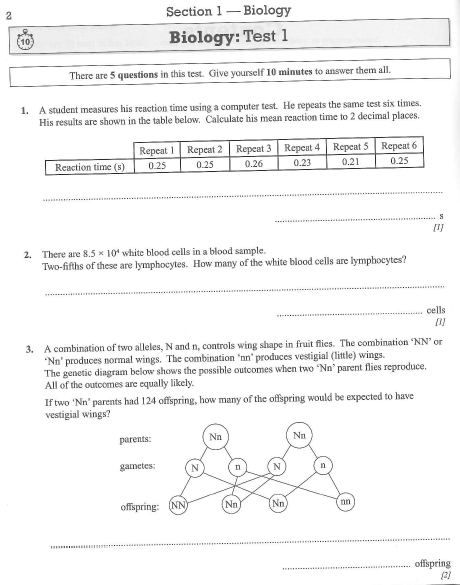 2
Section 1 — Biology
10
Biology: Test 1
There are 5 questions in this test. Give yourself 10 minutes to answer them all.
1. A student measures his reaction time using a computer test. He repeats the same test six times.
His results are shown in the table below. Calculate his mean reaction time to 2 decimal places.
Repeat 1 Repeat 2 Repeat 3 Repeat 4 Repeat 5 Repeat 6
Reaction time (s) 0.25 0.25 0.26 0.23 0.21 0.25
s
[1]
2. There are 8.5 × 10⁴ white blood cells in a blood sample.
Two-fifths of these are lymphocytes. How many of the white blood cells are lymphocytes?
cells
[1]
3. A combination of two alleles, N and n, controls wing shape in fruit flies. The combination 'NN' or
'Nn' produces normal wings. The combination 'nn' produces vestigial (little) wings.
The genetic diagram below shows the possible outcomes when two 'Nn' parent flies reproduce.
All of the outcomes are equally likely.
If two 'Nn' parents had 124 offspring, how many of the offspring would be expected to have
vestigial wings?
parents: Nn Nn
gametes: N n N n
offspring: NN Nn Nn nn
offspring
[2]